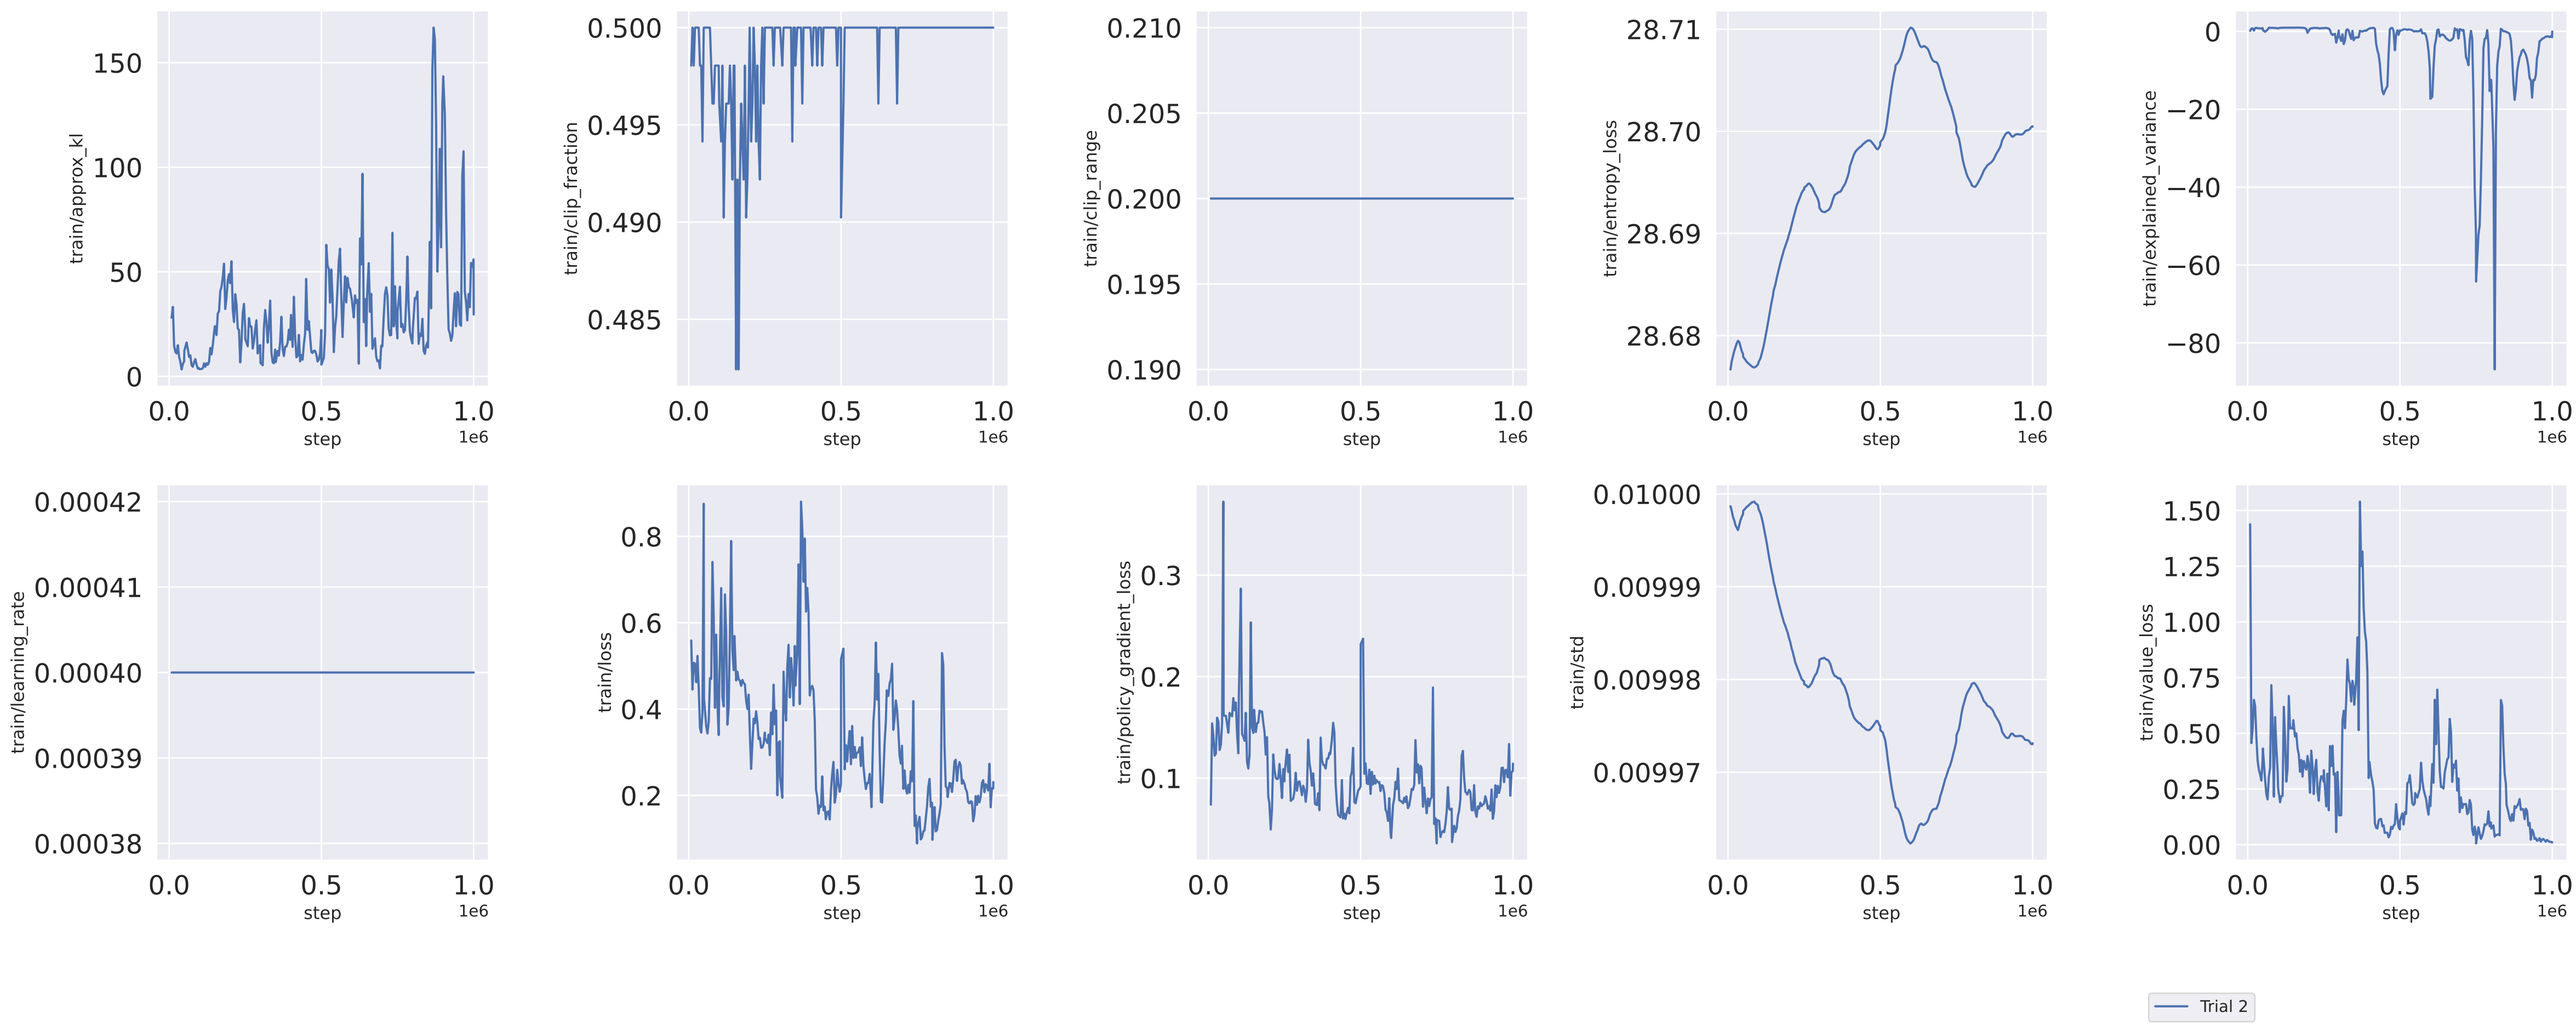 train/approx_kl
150
100
50
0
0.0 0.5 1.0
step 1e6
train/clip_fraction
0.500
0.495
0.490
0.485
0.0 0.5 1.0
step 1e6
train/clip_range
0.210
0.205
0.200
0.195
0.190
0.0 0.5 1.0
step 1e6
train/entropy_loss
28.71
28.70
28.69
28.68
0.0 0.5 1.0
step 1e6
train/explained_variance
0
−20
−40
−60
−80
0.0 0.5 1.0
step 1e6
train/learning_rate
0.00042
0.00041
0.00040
0.00039
0.00038
0.0 0.5 1.0
step 1e6
train/loss
0.8
0.6
0.4
0.2
0.0 0.5 1.0
step 1e6
train/policy_gradient_loss
0.3
0.2
0.1
0.0 0.5 1.0
step 1e6
train/std
0.01000
0.00999
0.00998
0.00997
0.0 0.5 1.0
step 1e6
train/value_loss
1.50
1.25
1.00
0.75
0.50
0.25
0.00
0.0 0.5 1.0
step 1e6
Trial 2